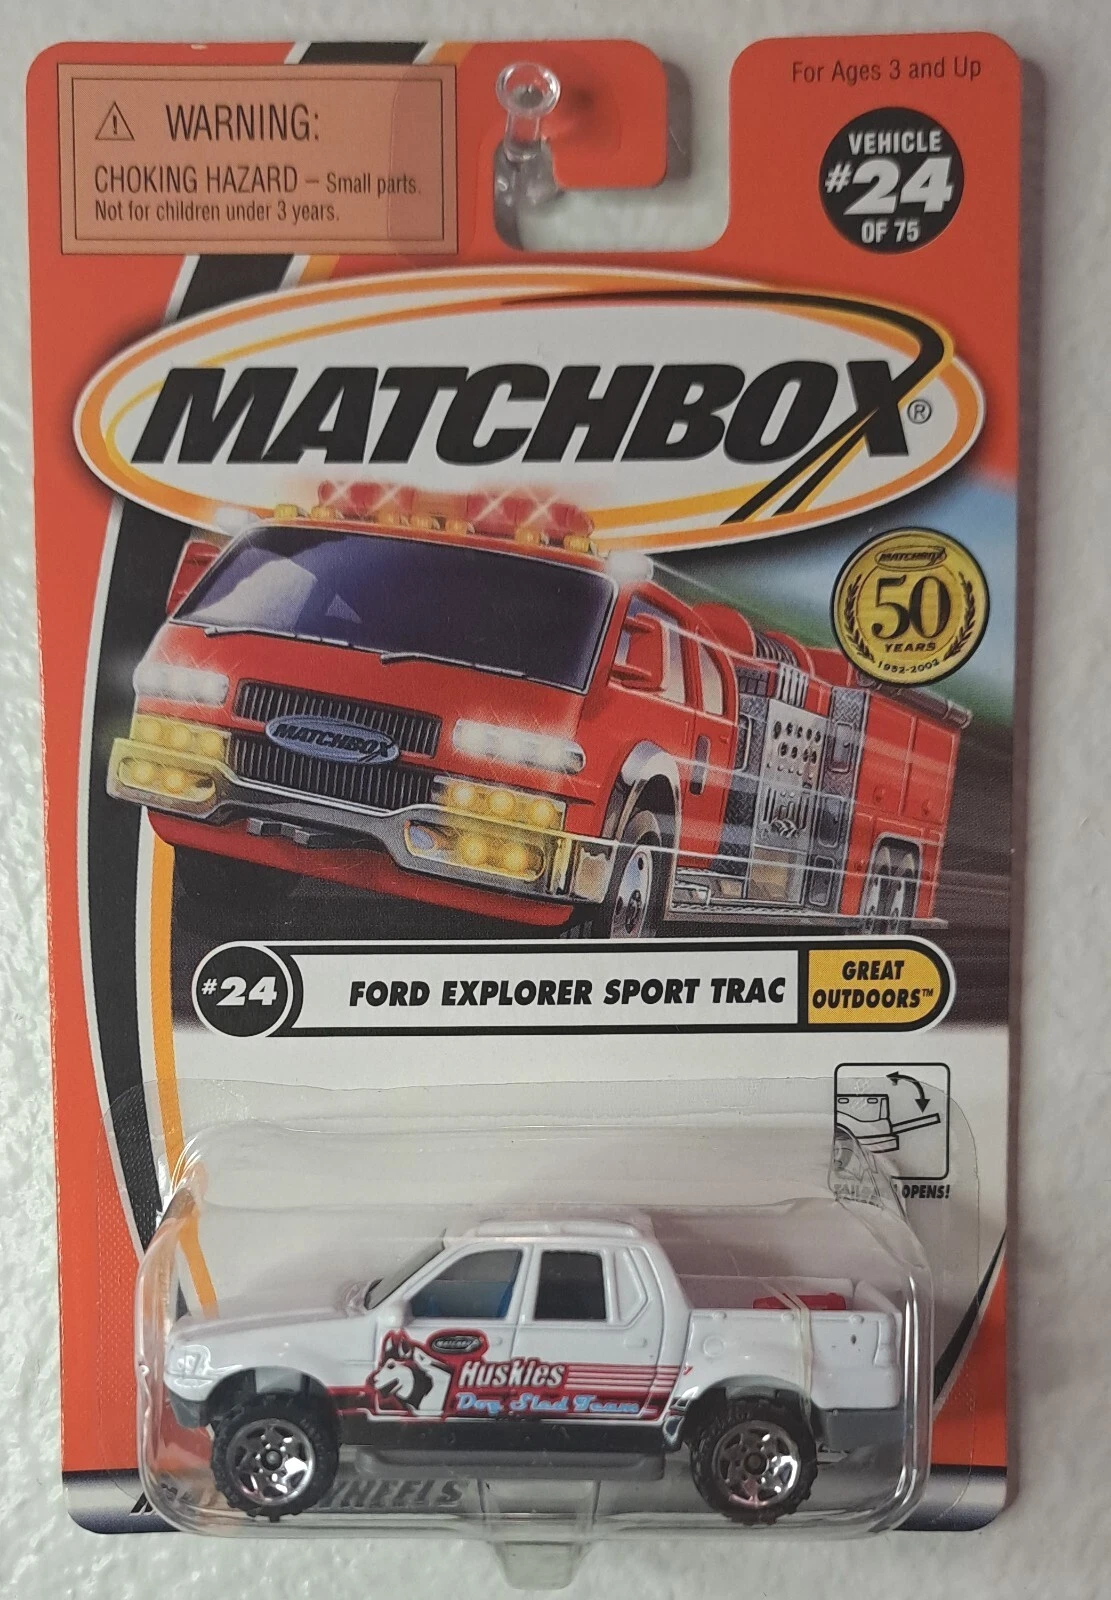 For Ages 3 and Up
⚠ WARNING:
CHOKING HAZARD – Small parts.
Not for children under 3 years.
VEHICLE
#24
OF 75
MATCHBOX®
MATCHBOX
50
YEARS
1952-2002
MATCHBOX
#24
FORD EXPLORER SPORT TRAC
GREAT
OUTDOORS™
OPENS!
MATCHBOX
Huskies
Dog Sled Team
WHEELS